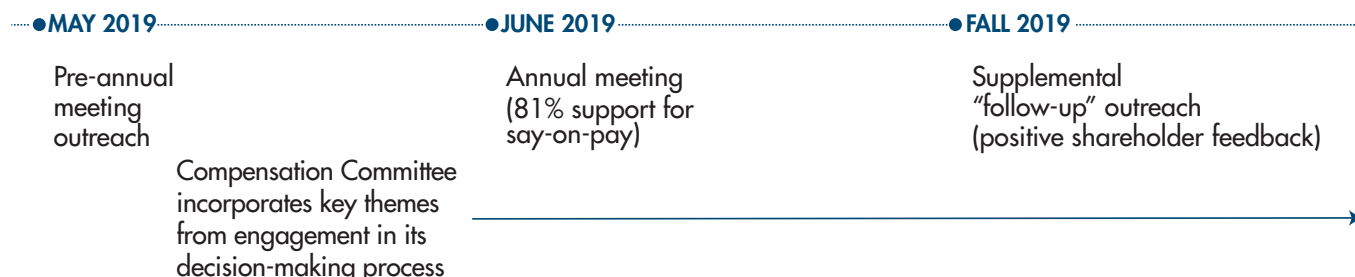 MAY 2019
Pre-annual
meeting
outreach
Compensation Committee
incorporates key themes
from engagement in its
decision-making process
JUNE 2019
Annual meeting
(81% support for
say-on-pay)
FALL 2019
Supplemental
“follow-up” outreach
(positive shareholder feedback)